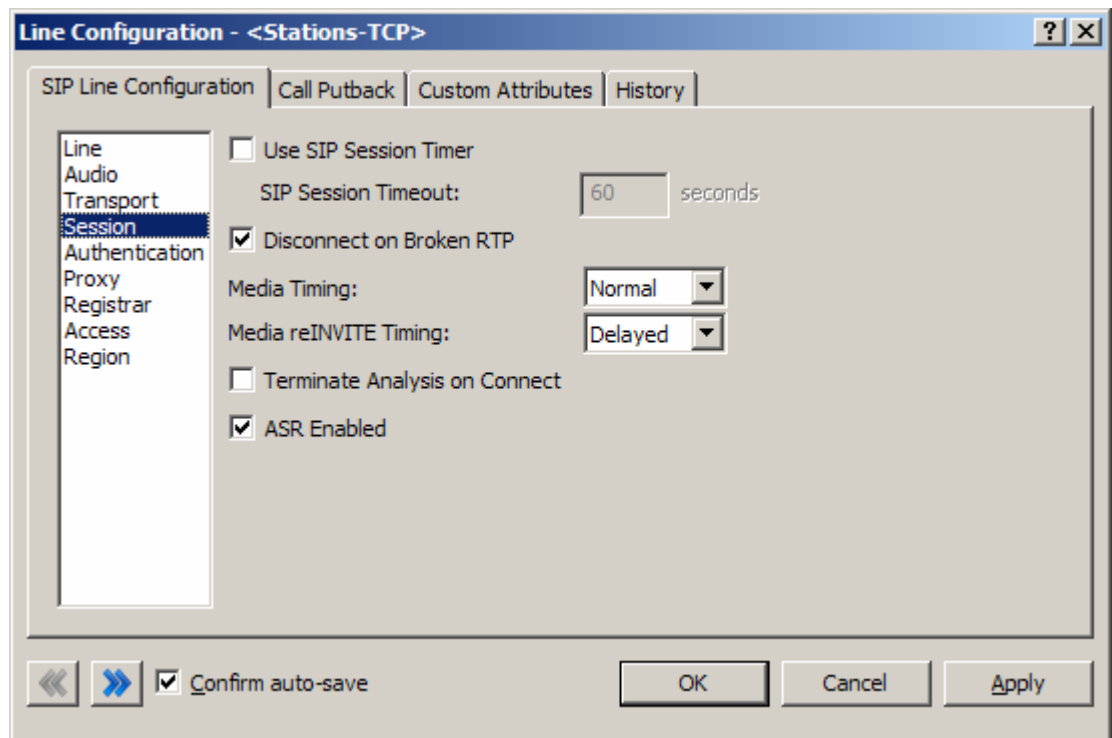 Line Configuration - <Stations-TCP>
SIP Line Configuration
Call Putback
Custom Attributes
History
Line
Audio
Transport
Session
Authentication
Proxy
Registrar
Access
Region
Use SIP Session Timer
SIP Session Timeout: 60 seconds
Disconnect on Broken RTP
Media Timing: Normal
Media reINVITE Timing: Delayed
Terminate Analysis on Connect
ASR Enabled
Confirm auto-save
OK
Cancel
Apply